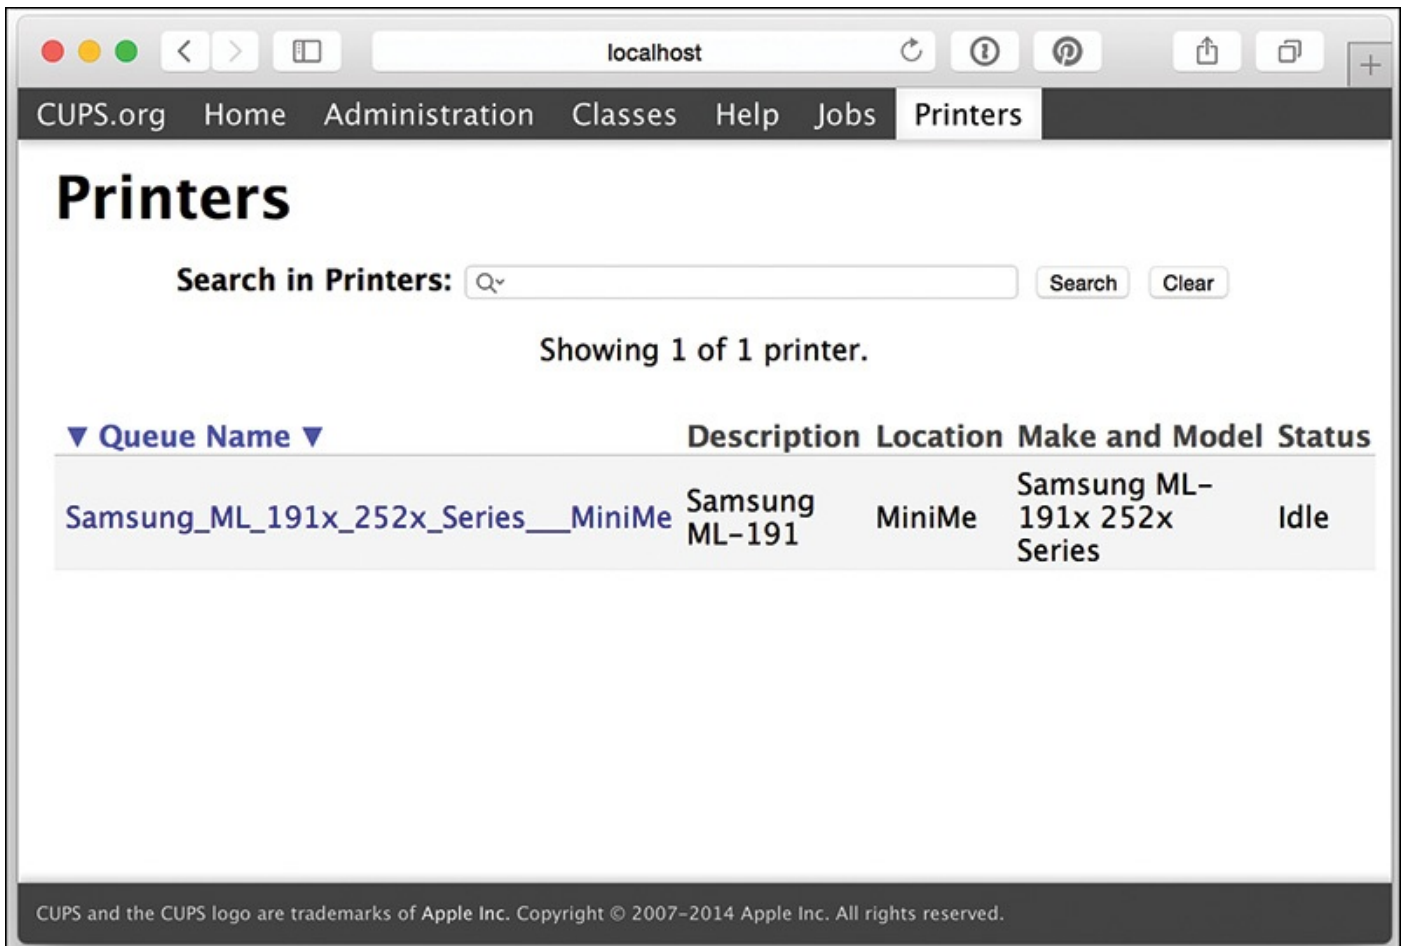 localhost
CUPS.org Home Administration Classes Help Jobs Printers
Printers
Search in Printers: Search Clear
Showing 1 of 1 printer.
▼ Queue Name ▼ Description Location Make and Model Status
Samsung_ML_191x_252x_Series___MiniMe Samsung ML-191 MiniMe Samsung ML-191x 252x Series Idle
CUPS and the CUPS logo are trademarks of Apple Inc. Copyright © 2007-2014 Apple Inc. All rights reserved.